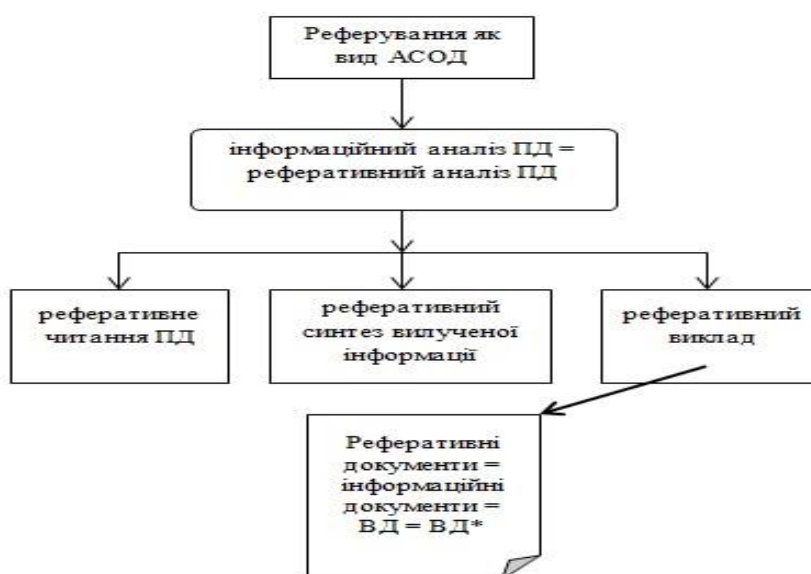 Реферування як
вид АСОД
інформаційний аналіз ПД =
реферативний аналіз ПД
реферативне
читання ПД
реферативний
синтез вилученої
інформації
реферативний
виклад
Реферативні
документи =
інформаційні
документи =
ВД = ВД*